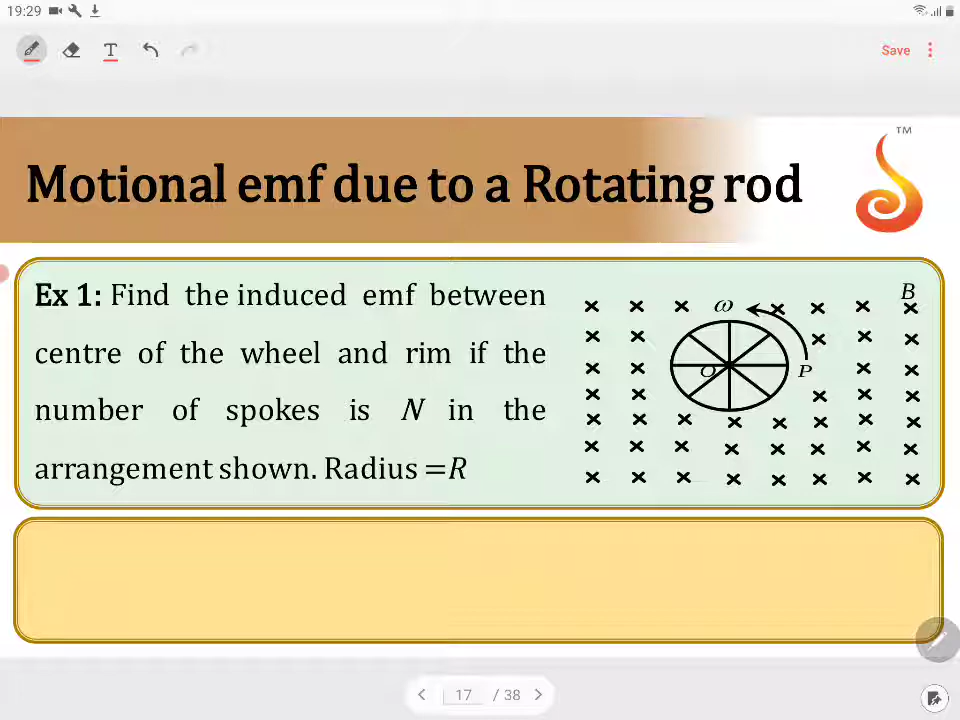 19:29
T
Save
TM
Motional emf due to a Rotating rod
Ex 1: Find the induced emf between
centre of the wheel and rim if the
number of spokes is N in the
arrangement shown. Radius =R
B
ω
O
P
17 / 38